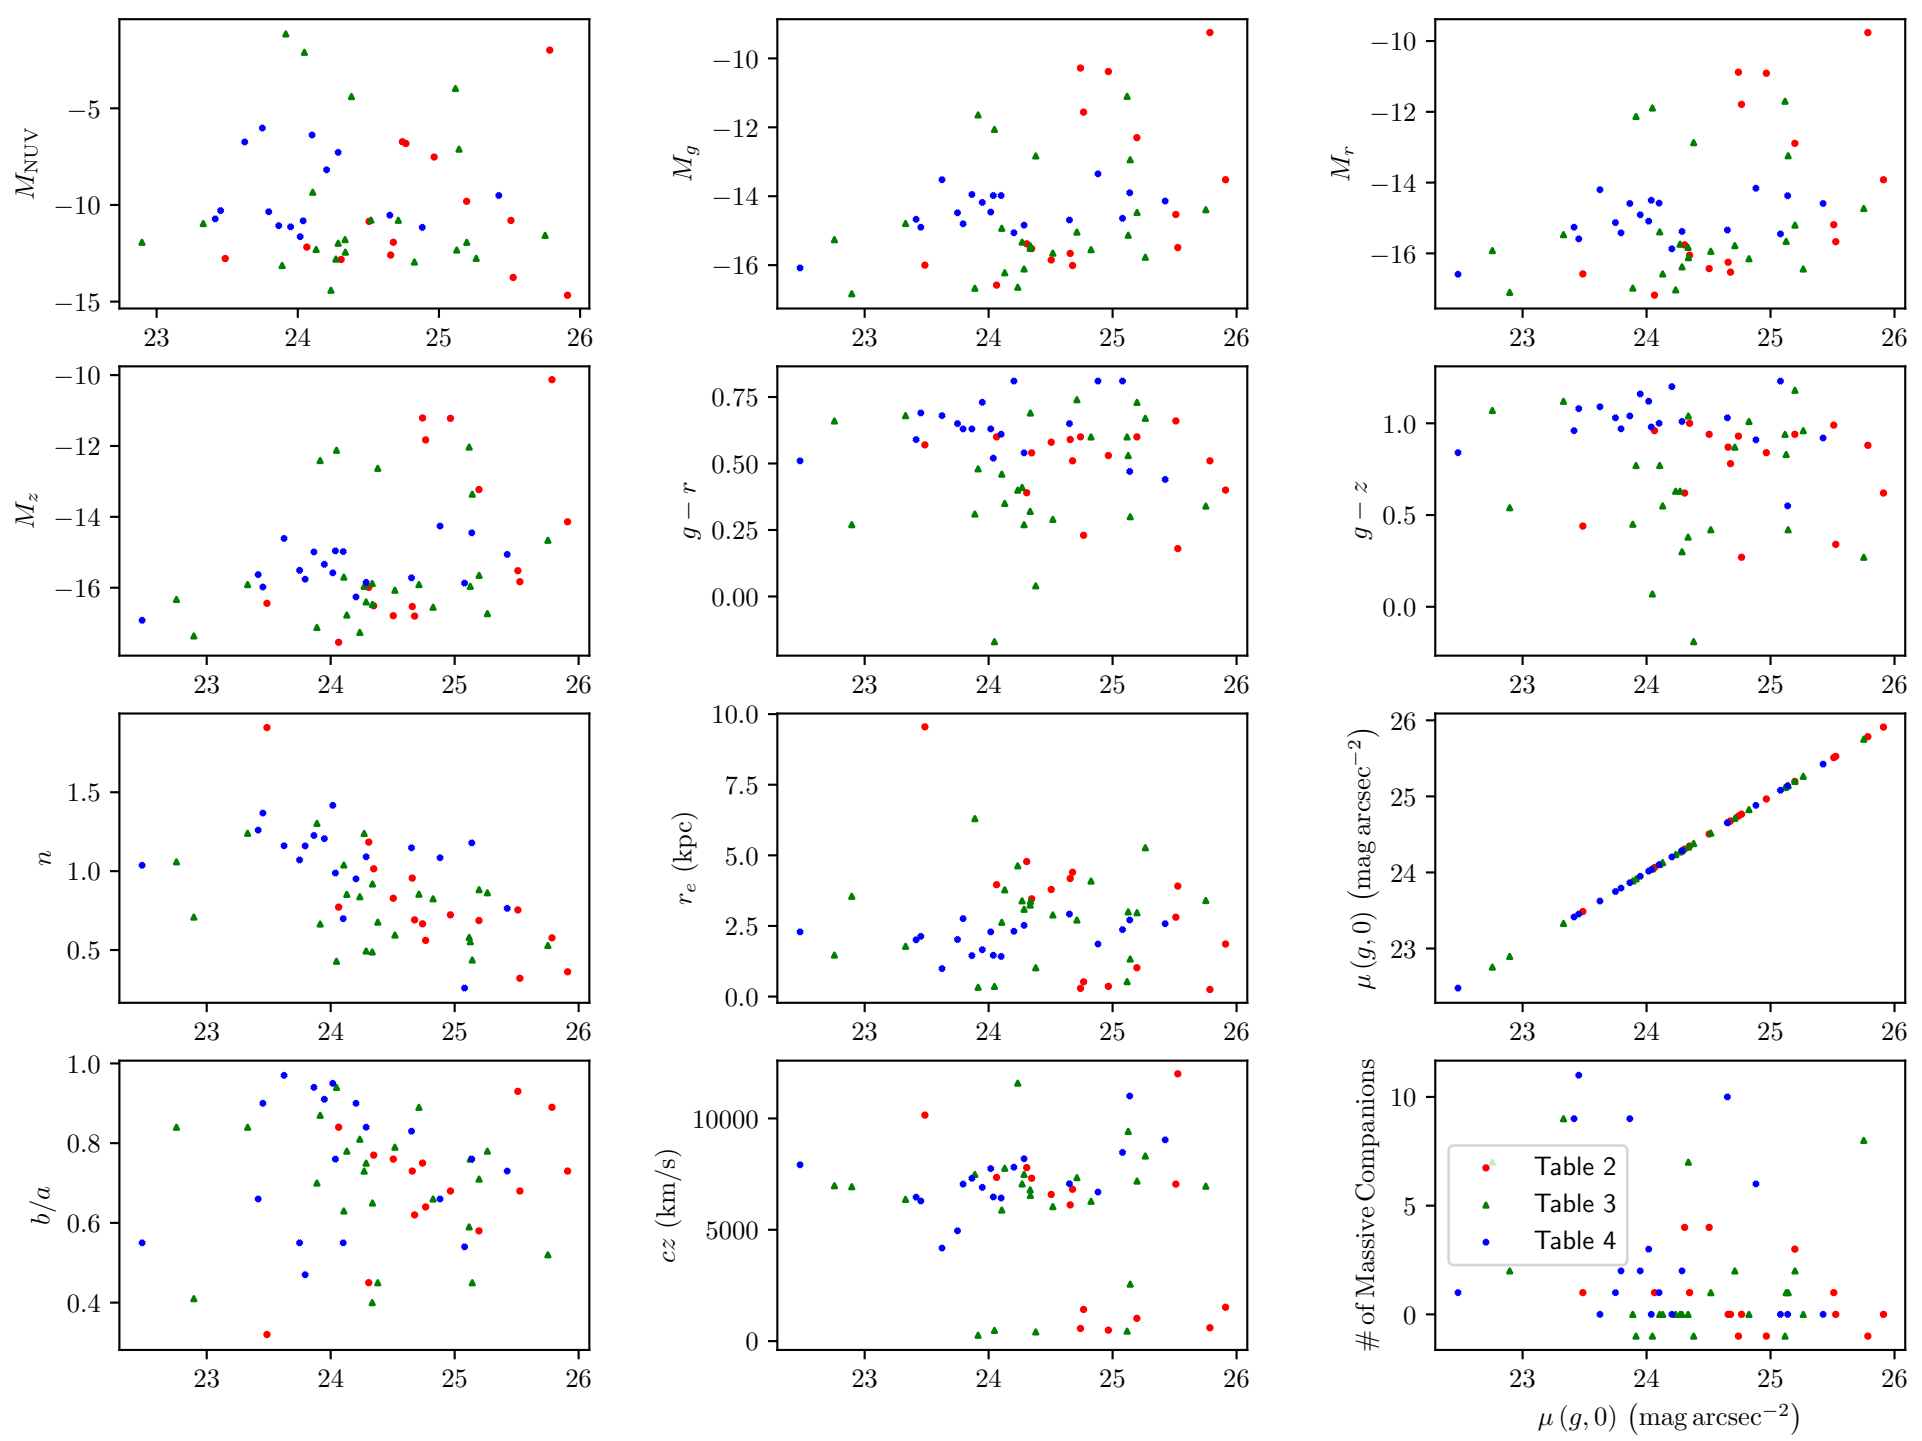 M_NUV
−5
−10
−15
23 24 25 26
M_g
−10
−12
−14
−16
23 24 25 26
M_r
−10
−12
−14
−16
23 24 25 26
M_z
−10
−12
−14
−16
23 24 25 26
g − r
0.75
0.50
0.25
0.00
23 24 25 26
g − z
1.0
0.5
0.0
23 24 25 26
n
1.5
1.0
0.5
23 24 25 26
r_e (kpc)
10.0
7.5
5.0
2.5
0.0
23 24 25 26
μ (g, 0) (mag arcsec⁻²)
26
25
24
23
23 24 25 26
b/a
1.0
0.8
0.6
0.4
23 24 25 26
cz (km/s)
10000
5000
0
23 24 25 26
# of Massive Companions
10
5
0
Table 2
Table 3
Table 4
23 24 25 26
μ (g, 0) (mag arcsec⁻²)